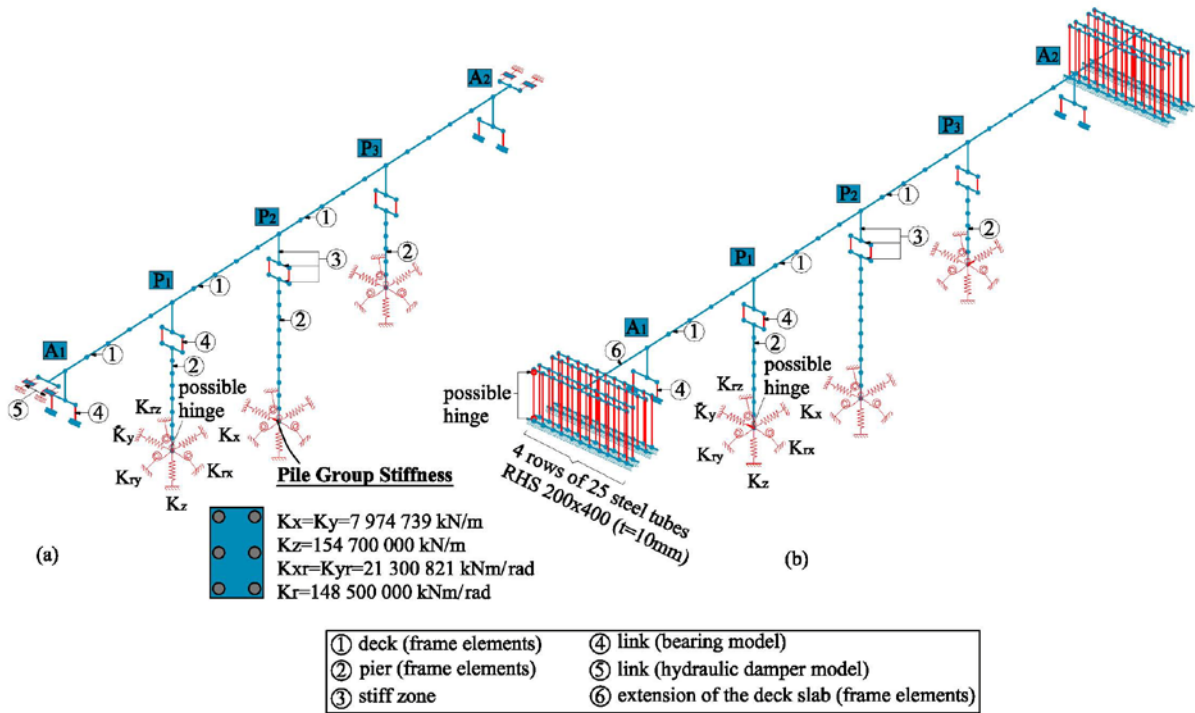 A2
P3
P2
①
③
②
P1
①
④
②
A1
①
possible
hinge
⑤
④
Krz
Ky
Kx
Kry
Krx
Kz
Pile Group Stiffness
Kx=Ky=7 974 739 kN/m
Kz=154 700 000 kN/m
Kxr=Kyr=21 300 821 kNm/rad
Kr=148 500 000 kNm/rad
(a)
A2
P3
①
P2
③
②
P1
①
④
②
A1
①
⑥
④
possible
hinge
possible
hinge
Krz
Ky
Kx
Kry
Krx
Kz
4 rows of 25 steel tubes
RHS 200x400 (t=10mm)
(b)
① deck (frame elements)
② pier (frame elements)
③ stiff zone
④ link (bearing model)
⑤ link (hydraulic damper model)
⑥ extension of the deck slab (frame elements)